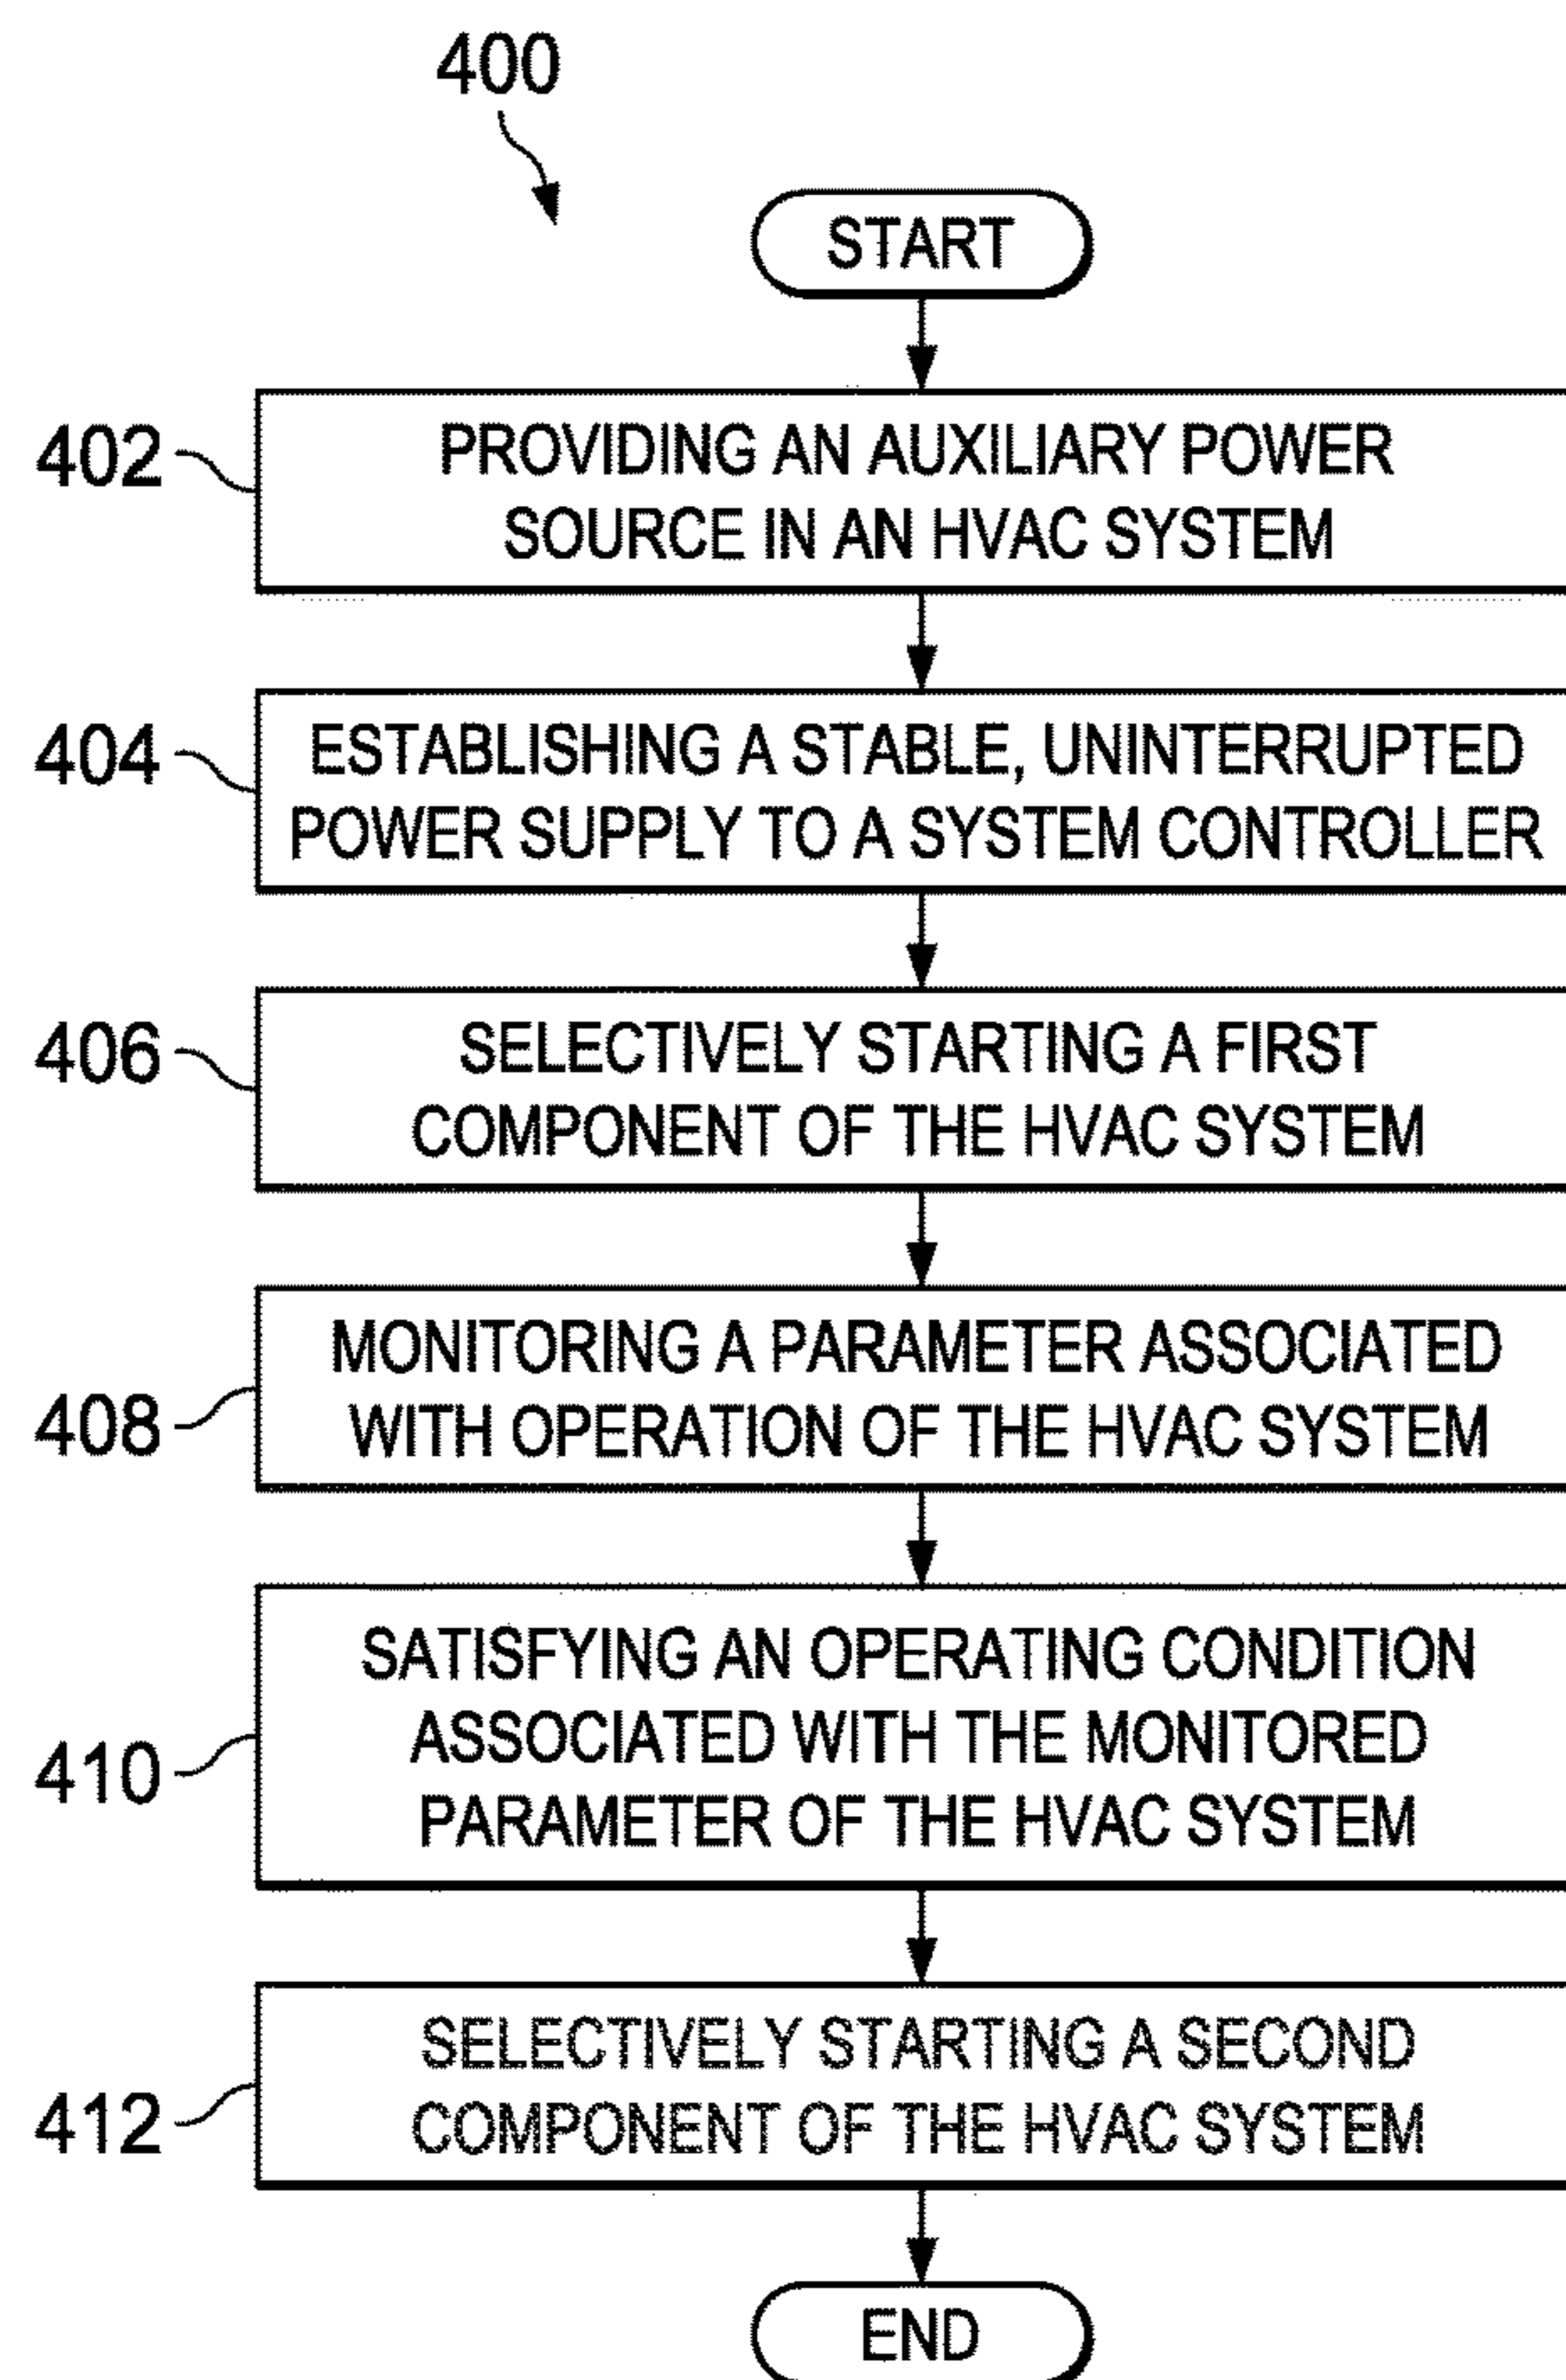 400
START
402
PROVIDING AN AUXILIARY POWER
SOURCE IN AN HVAC SYSTEM
404
ESTABLISHING A STABLE, UNINTERRUPTED
POWER SUPPLY TO A SYSTEM CONTROLLER
406
SELECTIVELY STARTING A FIRST
COMPONENT OF THE HVAC SYSTEM
408
MONITORING A PARAMETER ASSOCIATED
WITH OPERATION OF THE HVAC SYSTEM
410
SATISFYING AN OPERATING CONDITION
ASSOCIATED WITH THE MONITORED
PARAMETER OF THE HVAC SYSTEM
412
SELECTIVELY STARTING A SECOND
COMPONENT OF THE HVAC SYSTEM
END